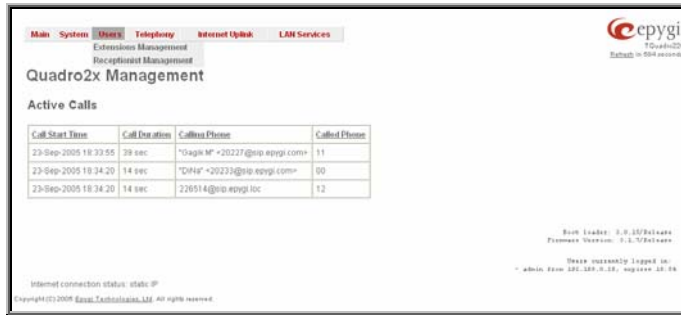 epygi
Main System Users Telephony Internet Uplink LAN Services
Extensions Management
Receptionist Management
Quadro2x Management
Active Calls
Call Start Time Call Duration Calling Phone Called Phone
23-Sep-2005 18:33:55 39 sec "Gagik M" <20227@sip.epygi.com> 11
23-Sep-2005 18:34:20 14 sec "DiNa" <20233@sip.epygi.com> 00
23-Sep-2005 18:34:20 14 sec 226514@sip.epygi.loc 12
Users currently logged in:
Internet connection status: static IP
Copyright (C) 2005 Epygi Technologies, Ltd. All rights reserved.